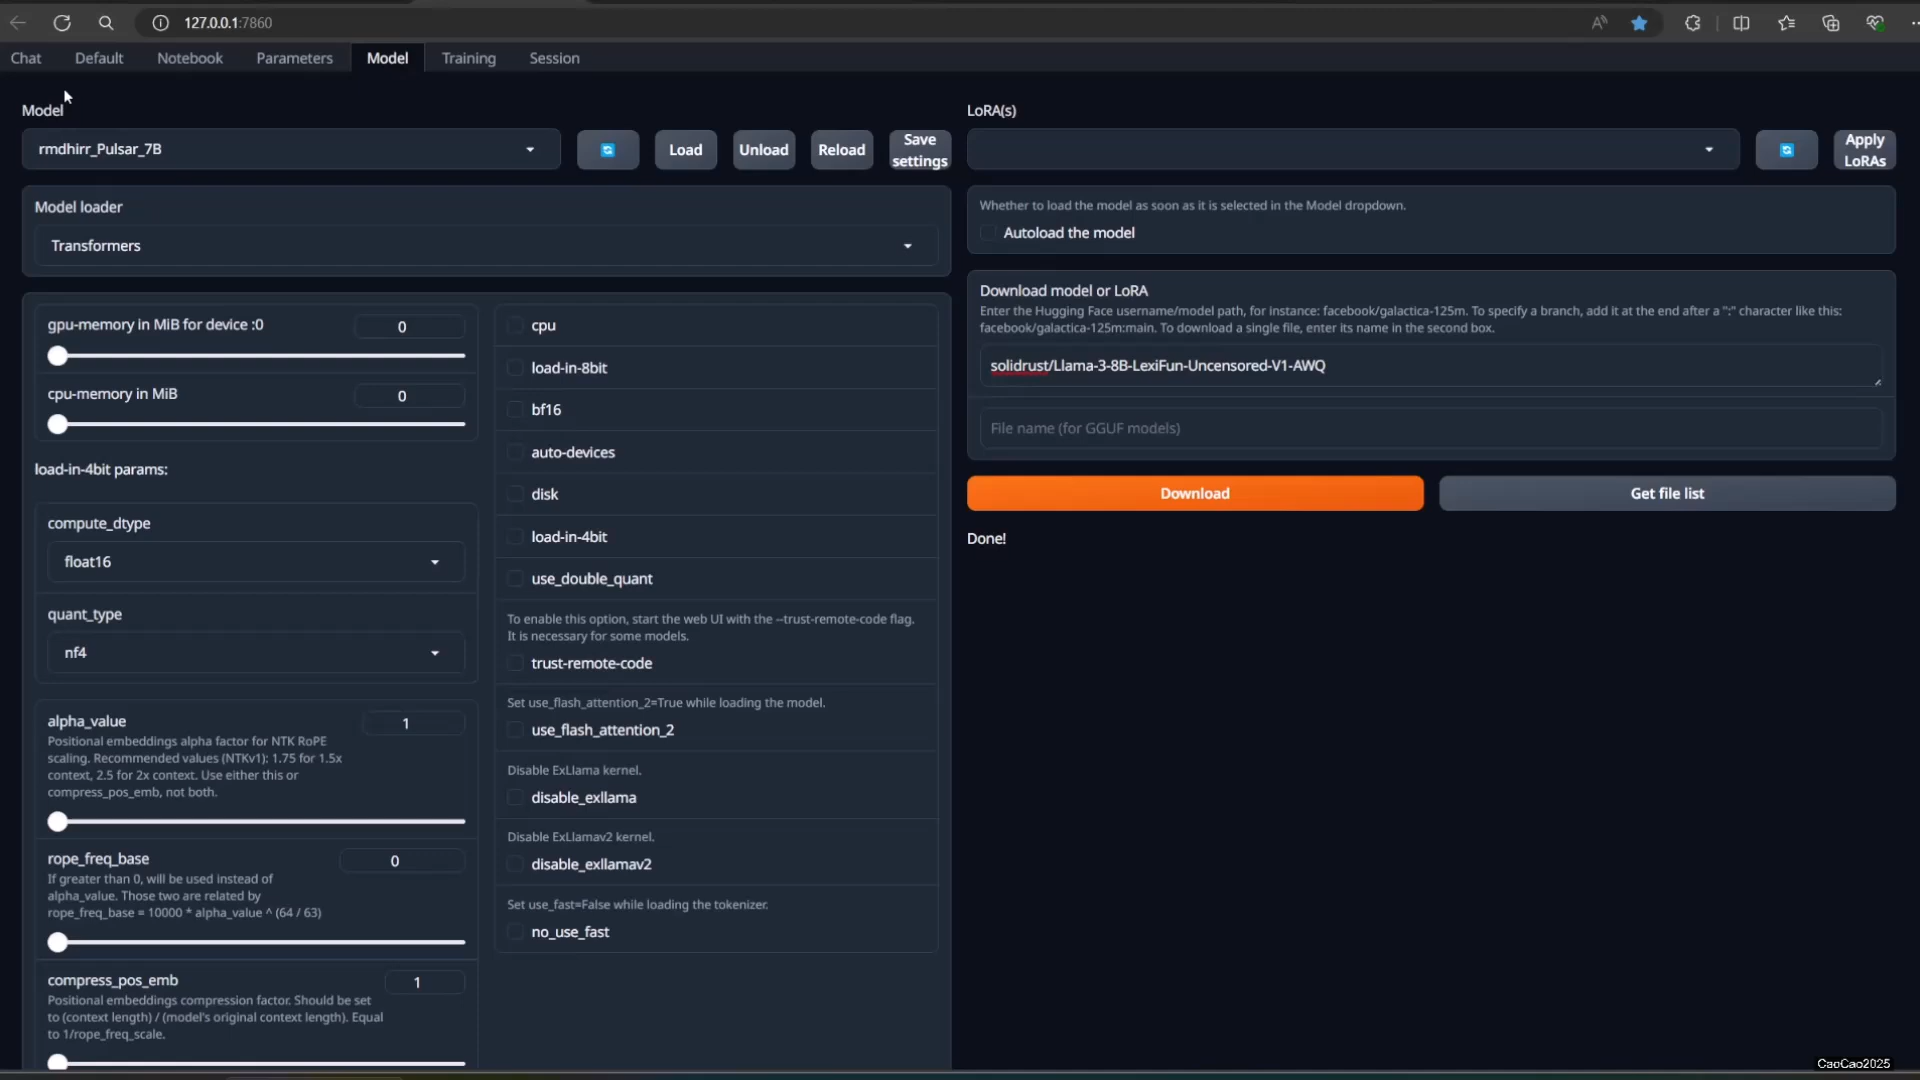 127.0.0.1:7860
Chat
Default
Notebook
Parameters
Model
Training
Session
Model
rmdhirr_Pulsar_7B
Load
Unload
Reload
Save
settings
Model loader
Transformers
gpu-memory in MiB for device :0
0
cpu-memory in MiB
0
load-in-4bit params:
compute_dtype
float16
quant_type
nf4
alpha_value
1
Positional embeddings alpha factor for NTK RoPE
scaling. Recommended values (NTKv1): 1.75 for 1.5x
context, 2.5 for 2x context. Use either this or
compress_pos_emb, not both.
rope_freq_base
0
If greater than 0, will be used instead of
alpha_value. Those two are related by
rope_freq_base = 10000 * alpha_value ^ (64 / 63)
compress_pos_emb
1
Positional embeddings compression factor. Should be set
to (context length) / (model's original context length). Equal
to 1/rope_freq_scale.
cpu
load-in-8bit
bf16
auto-devices
disk
load-in-4bit
use_double_quant
To enable this option, start the web UI with the --trust-remote-code flag.
It is necessary for some models.
trust-remote-code
Set use_flash_attention_2=True while loading the model.
use_flash_attention_2
Disable ExLlama kernel.
disable_exllama
Disable ExLlamav2 kernel.
disable_exllamav2
Set use_fast=False while loading the tokenizer.
no_use_fast
LoRA(s)
Apply
LoRAs
Whether to load the model as soon as it is selected in the Model dropdown.
Autoload the model
Download model or LoRA
Enter the Hugging Face username/model path, for instance: facebook/galactica-125m. To specify a branch, add it at the end after a ":" character like this:
facebook/galactica-125m:main. To download a single file, enter its name in the second box.
solidrust/Llama-3-8B-LexiFun-Uncensored-V1-AWQ
File name (for GGUF models)
Download
Get file list
Done!
CaoCao2025